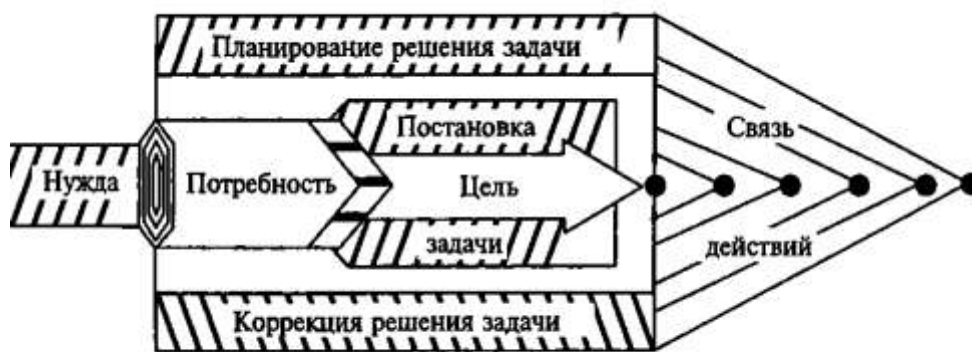 Планирование решения задачи
Постановка
Связь
Нужда
Потребность
Цель
задачи
действий
Коррекция решения задачи